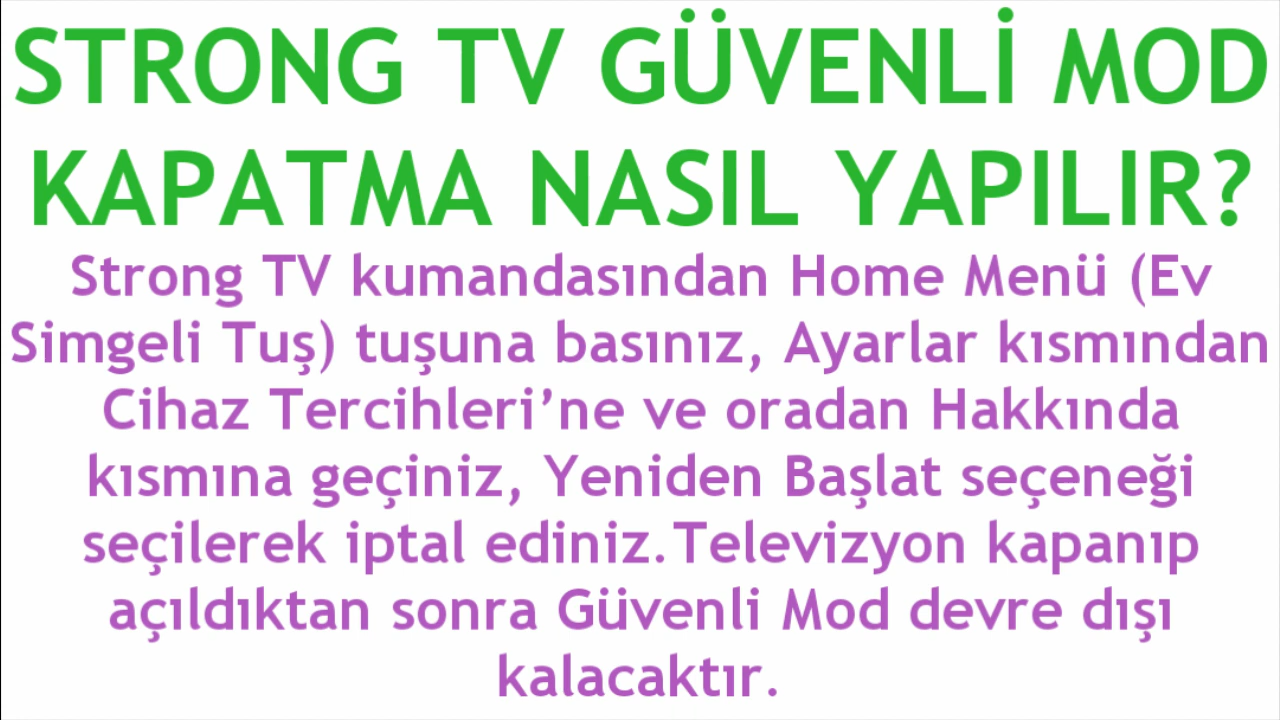 STRONG TV GÜVENLİ MOD
KAPATMA NASIL YAPILIR?
Strong TV kumandasından Home Menü (Ev
Simgeli Tuş) tuşuna basınız, Ayarlar kısmından
Cihaz Tercihleri’ne ve oradan Hakkında
kısmına geçiniz, Yeniden Başlat seçeneği
seçilerek iptal ediniz.Televizyon kapanıp
açıldıktan sonra Güvenli Mod devre dışı
kalacaktır.